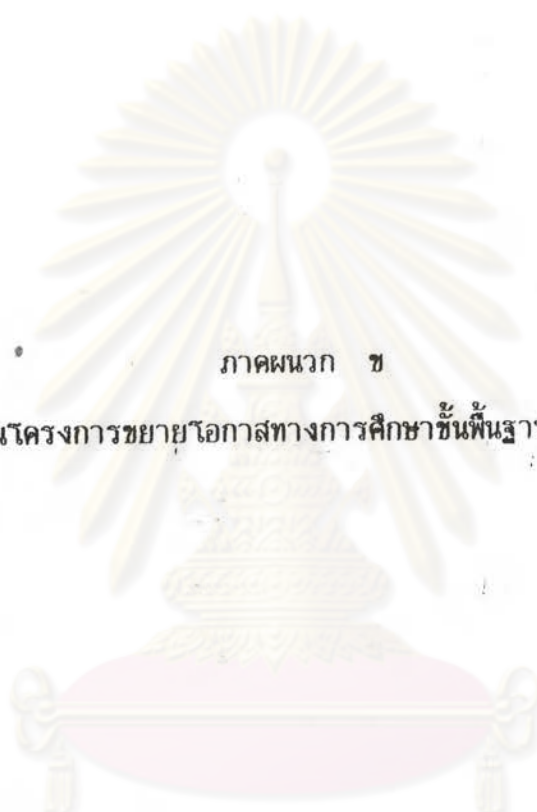 ภาคผนวก ข
นโครงการขยายโอกาสทางการศึกษาขั้นพื้นฐา